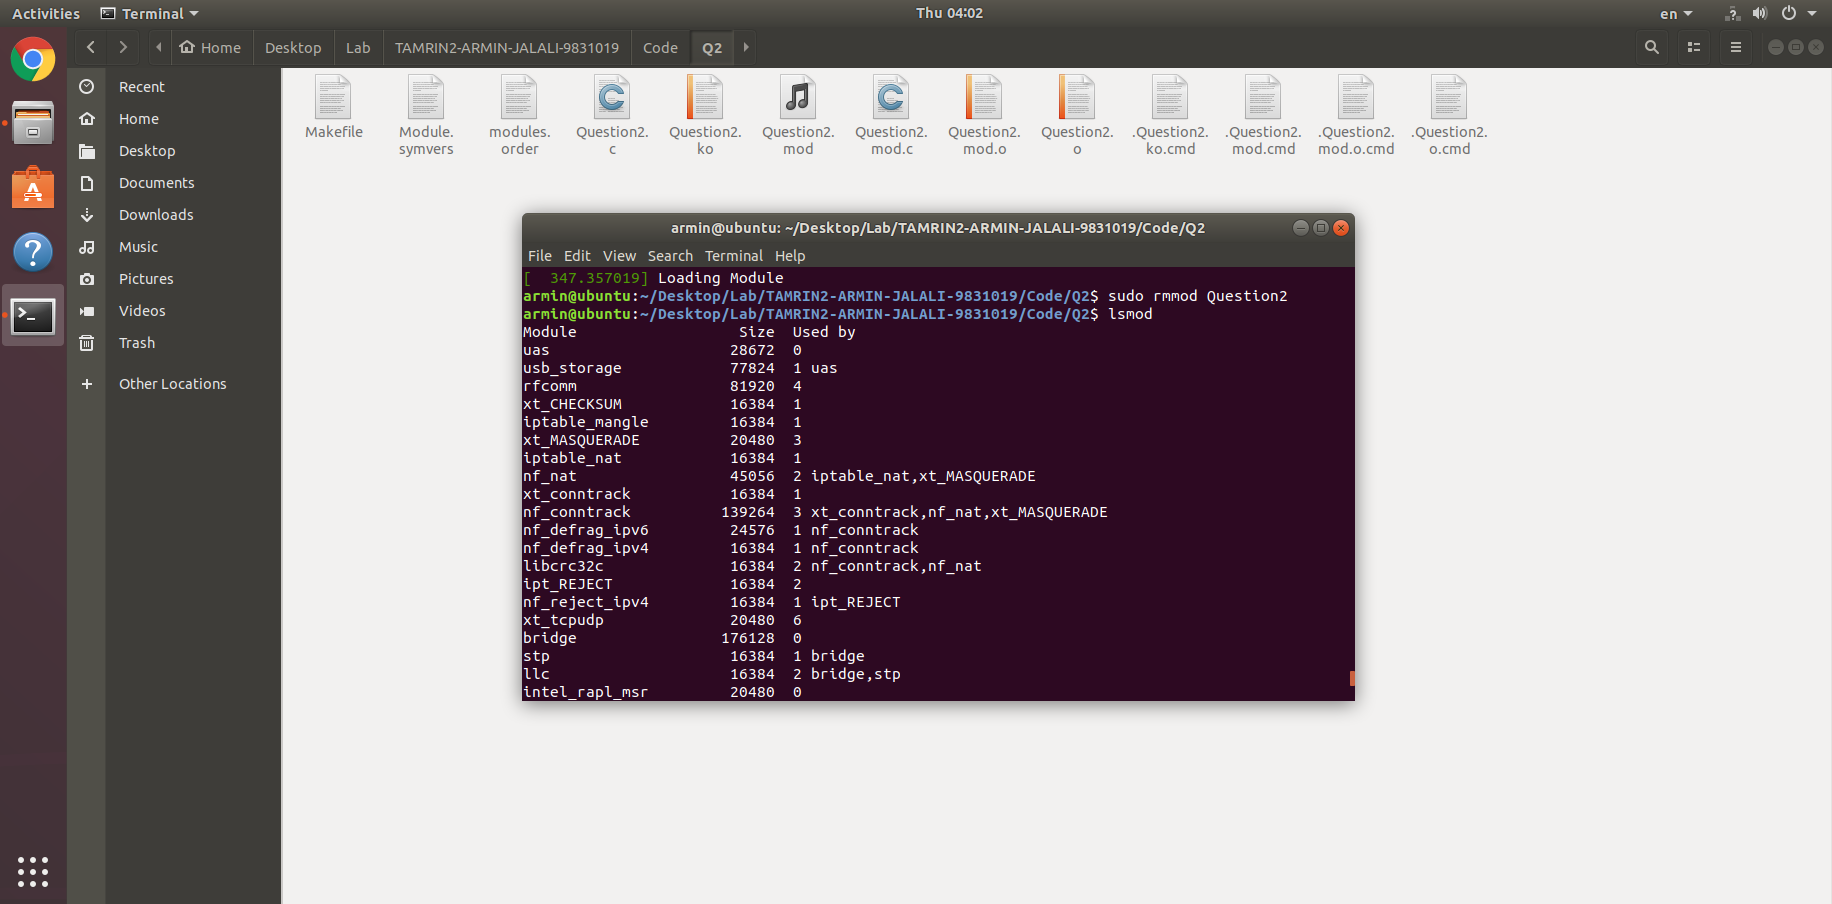 Activities Terminal Thu 04:02 en
Home Desktop Lab TAMRIN2-ARMIN-JALALI-9831019 Code Q2
Recent
Home
Desktop
Documents
Downloads
Music
Pictures
Videos
Trash
Other Locations
Makefile
Module.
symvers
modules.
order
Question2.
c
Question2.
ko
Question2.
mod
Question2.
mod.c
Question2.
mod.o
Question2.
o
.Question2.
ko.cmd
.Question2.
mod.cmd
.Question2.
mod.o.cmd
.Question2.
o.cmd
armin@ubuntu: ~/Desktop/Lab/TAMRIN2-ARMIN-JALALI-9831019/Code/Q2
File Edit View Search Terminal Help
[  347.357019] Loading Module
armin@ubuntu:~/Desktop/Lab/TAMRIN2-ARMIN-JALALI-9831019/Code/Q2$ sudo rmmod Question2
armin@ubuntu:~/Desktop/Lab/TAMRIN2-ARMIN-JALALI-9831019/Code/Q2$ lsmod
Module                  Size  Used by
uas                    28672  0
usb_storage            77824  1 uas
rfcomm                 81920  4
xt_CHECKSUM            16384  1
iptable_mangle         16384  1
xt_MASQUERADE          20480  3
iptable_nat            16384  1
nf_nat                 45056  2 iptable_nat,xt_MASQUERADE
xt_conntrack           16384  1
nf_conntrack          139264  3 xt_conntrack,nf_nat,xt_MASQUERADE
nf_defrag_ipv6         24576  1 nf_conntrack
nf_defrag_ipv4         16384  1 nf_conntrack
libcrc32c              16384  2 nf_conntrack,nf_nat
ipt_REJECT             16384  2
nf_reject_ipv4         16384  1 ipt_REJECT
xt_tcpudp              20480  6
bridge                176128  0
stp                    16384  1 bridge
llc                    16384  2 bridge,stp
intel_rapl_msr         20480  0